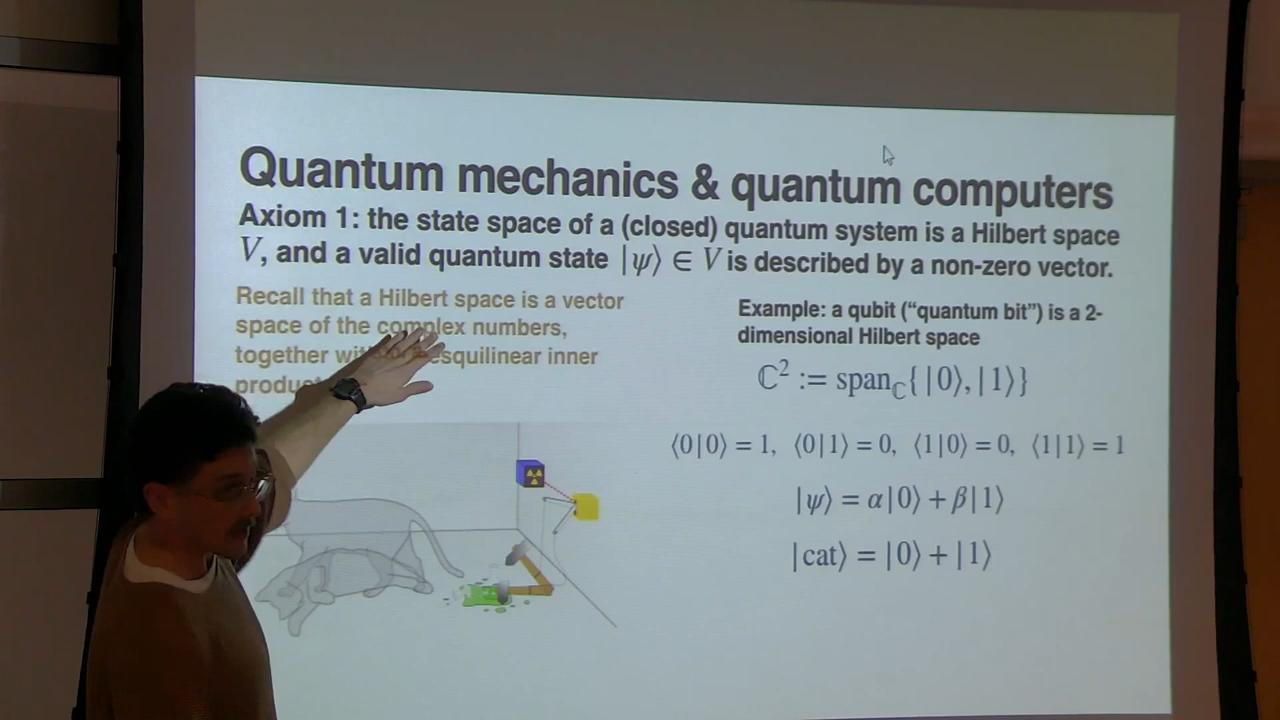 Quantum mechanics & quantum computers
Axiom 1: the state space of a (closed) quantum system is a Hilbert space
V, and a valid quantum state |ψ⟩ ∈ V is described by a non-zero vector.
Recall that a Hilbert space is a vector
space of the complex numbers,
together esquilinear inner
Example: a qubit (“quantum bit”) is a 2-
dimensional Hilbert space
ℂ² := span_ℂ{|0⟩, |1⟩}
⟨0|0⟩ = 1, ⟨0|1⟩ = 0, ⟨1|0⟩ = 0, ⟨1|1⟩ = 1
|ψ⟩ = α|0⟩ + β|1⟩
|cat⟩ = |0⟩ + |1⟩